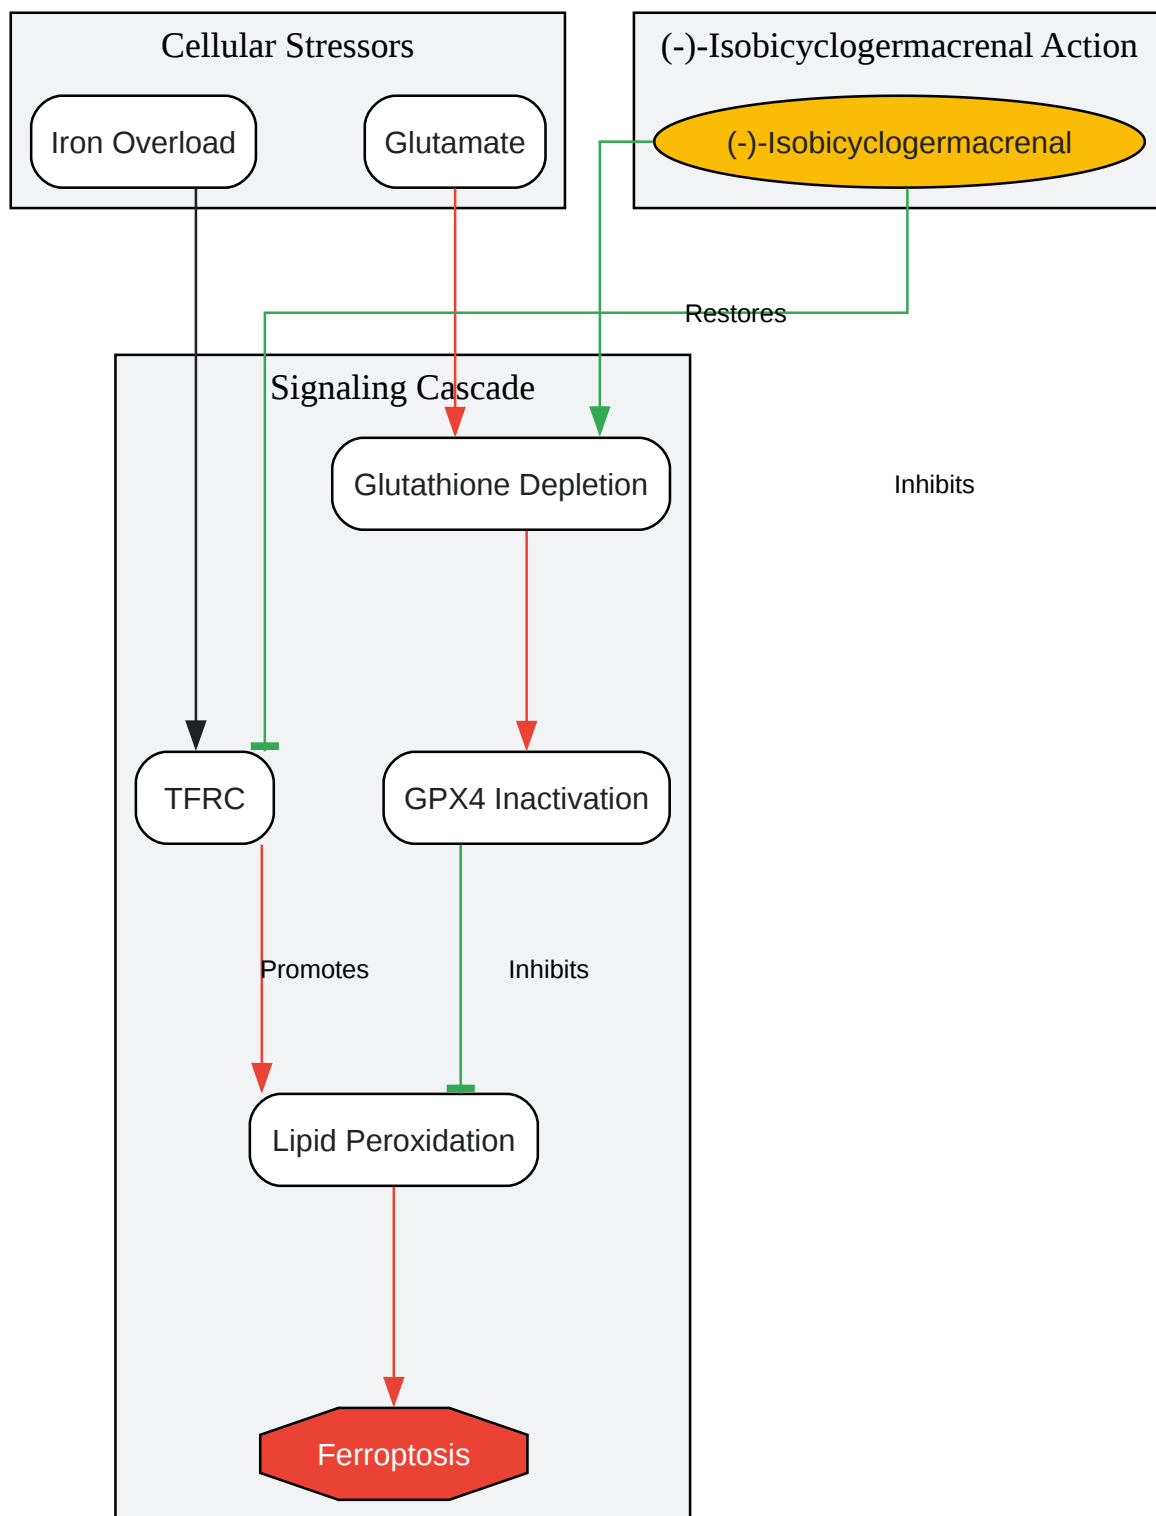 Cellular Stressors
(-)-Isobicyclogermacrenal Action
Iron Overload
Glutamate
(-)-Isobicyclogermacrenal
Restores
Signaling Cascade
Glutathione Depletion
Inhibits
TFRC
GPX4 Inactivation
Promotes
Inhibits
Lipid Peroxidation
Ferroptosis